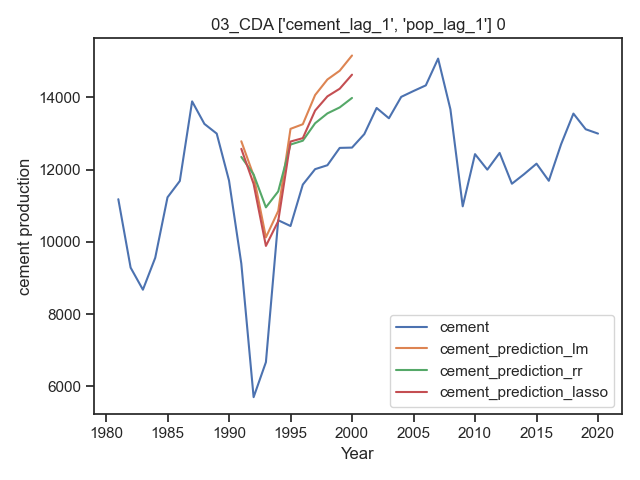 03_CDA ['cement_lag_1', 'pop_lag_1'] 0
14000
12000
10000
8000
6000
cement production
1980
1985
1990
1995
2000
2005
2010
2015
2020
Year
cement
cement_prediction_lm
cement_prediction_rr
cement_prediction_lasso